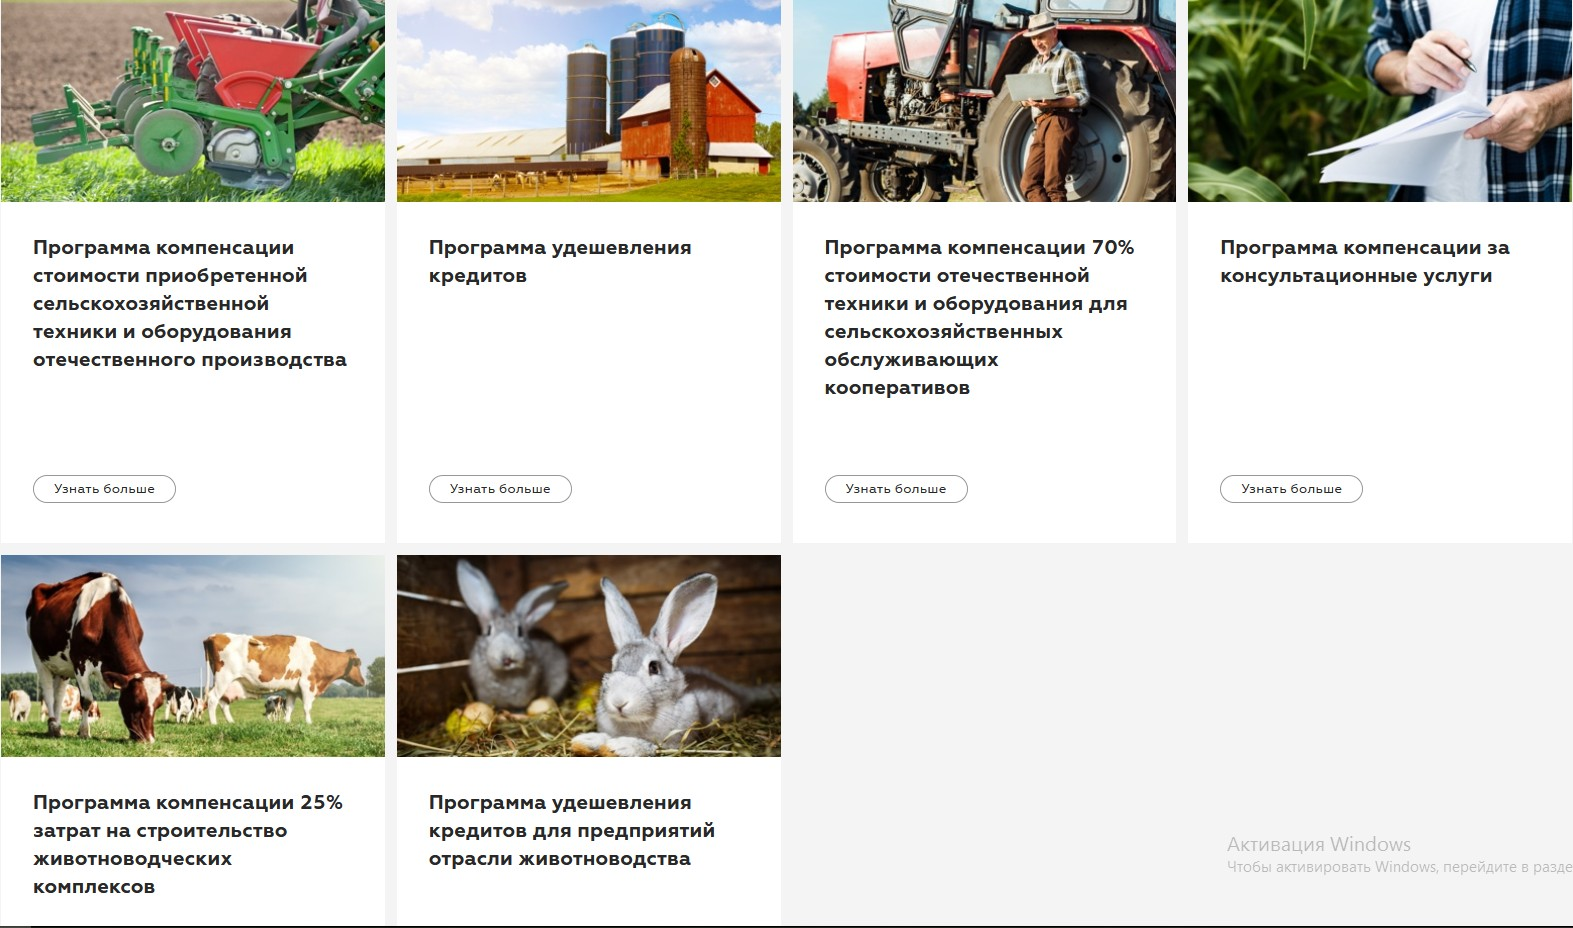 Программа компенсации
стоимости приобретенной
сельскохозяйственной
техники и оборудования
отечественного производства
Узнать больше
Программа удешевления
кредитов
Узнать больше
Программа компенсации 70%
стоимости отечественной
техники и оборудования для
сельскохозяйственных
обслуживающих
кооперативов
Узнать больше
Программа компенсации за
консультационные услуги
Узнать больше
Программа компенсации 25%
затрат на строительство
животноводческих
комплексов
Программа удешевления
кредитов для предприятий
отрасли животноводства
Активация Windows
Чтобы активировать Windows, перейдите в разде